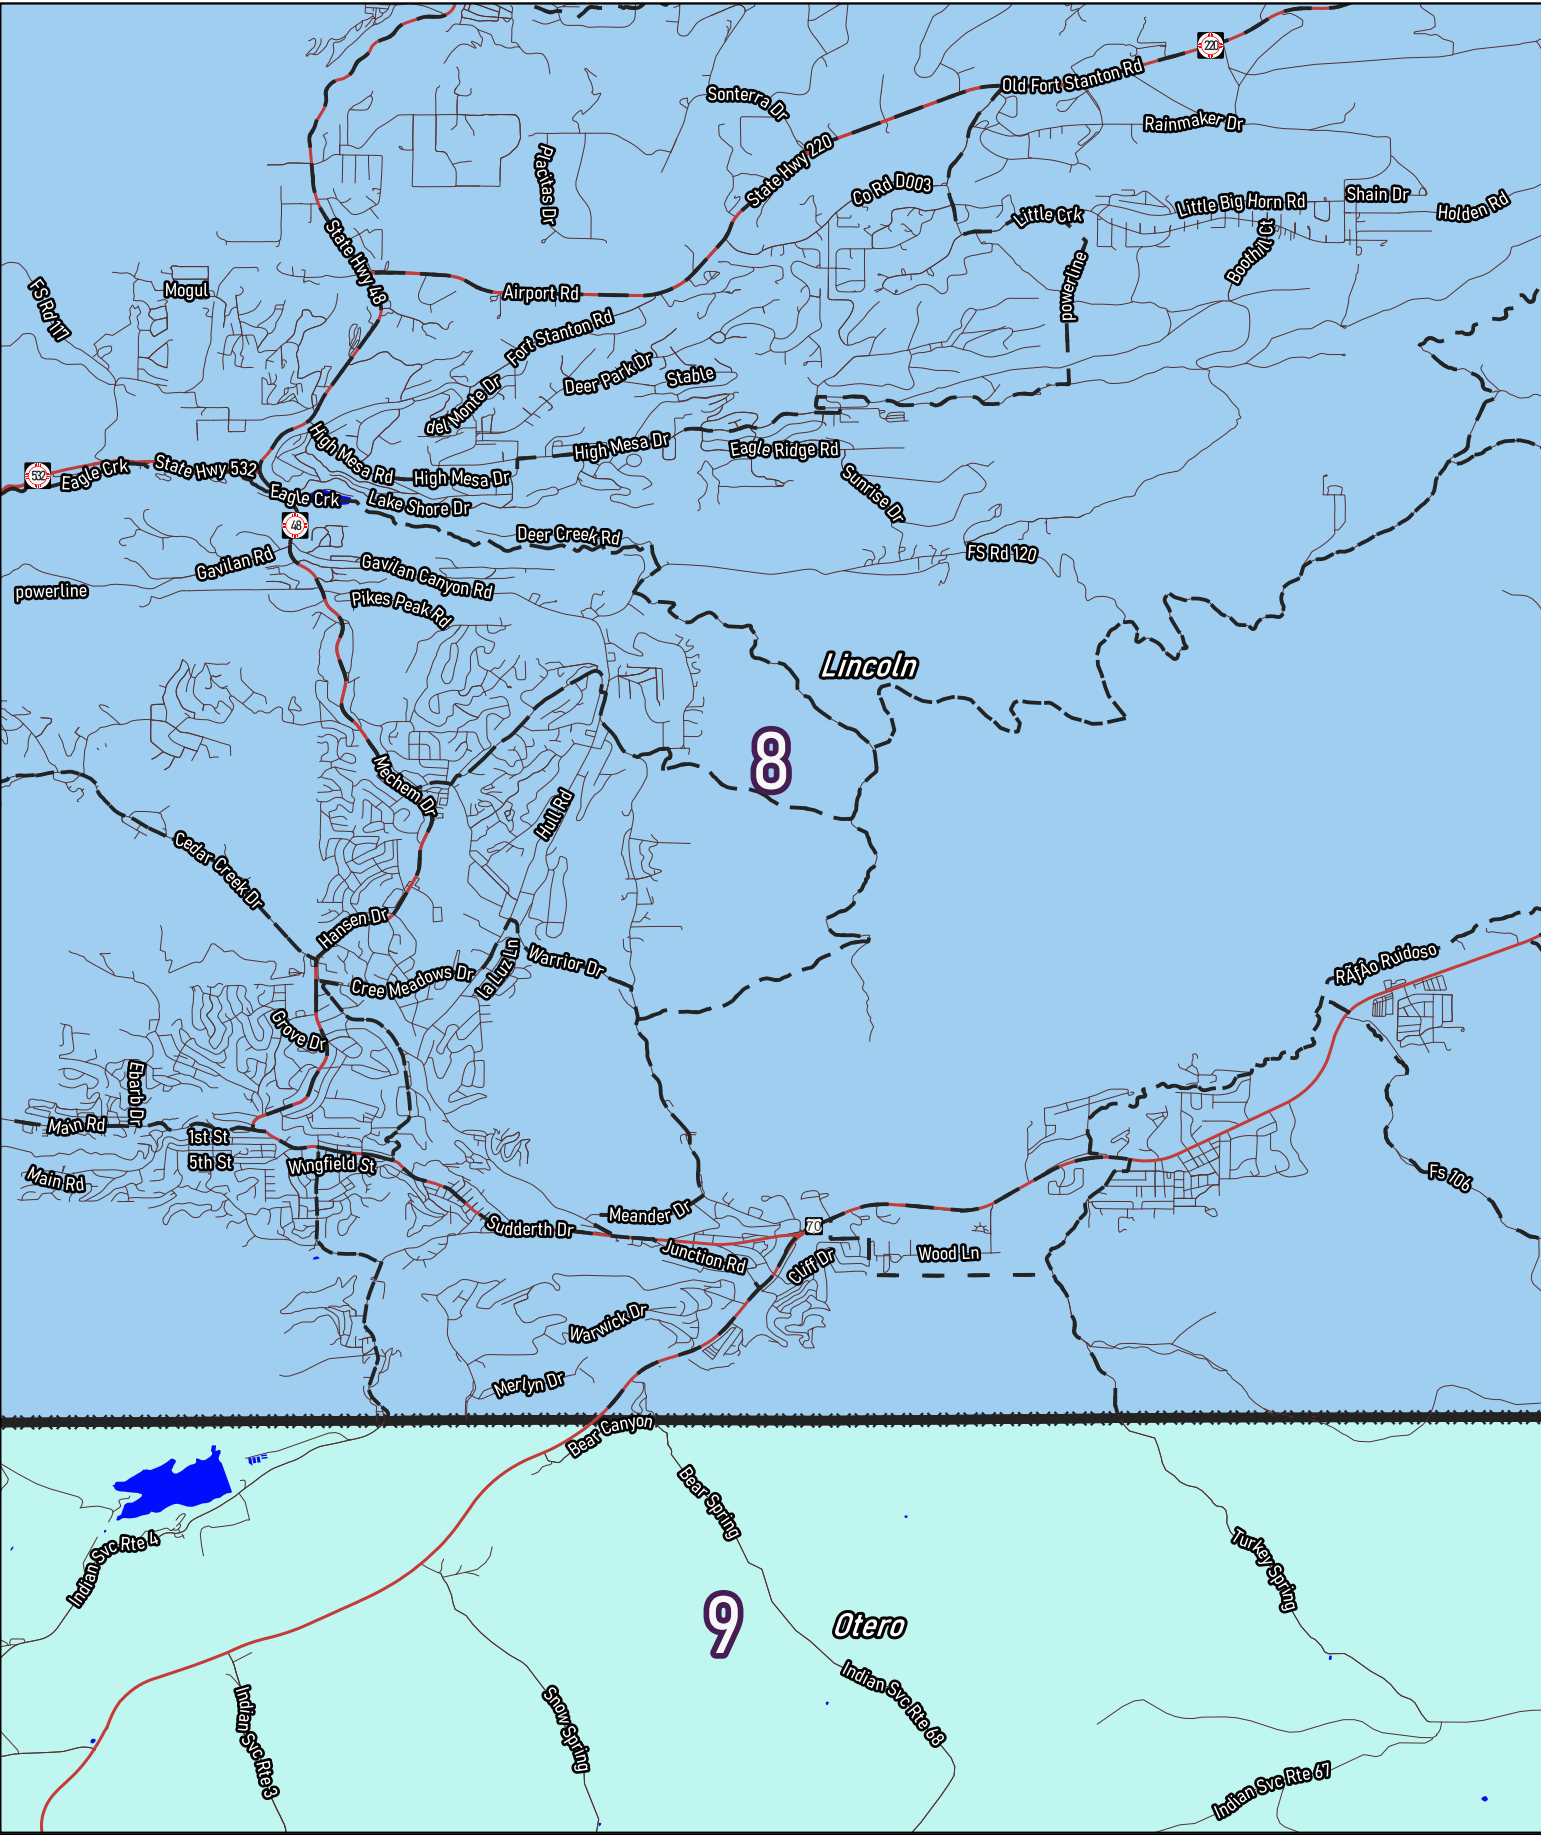 220
Old Fort Stanton Rd
Sonterra Dr
Rainmaker Dr
State Hwy 220
Placitas Dr
Co Rd D003
Little Crk
Little Big Horn Rd
Shain Dr
Holden Rd
State Hwy 48
Booth/l Ct
powerline
Mogul
Airport Rd
FS Rd 117
Fort Stanton Rd
Deer Park Dr
Stable
del Monte Dr
High Mesa Rd
High Mesa Dr
High Mesa Dr
Eagle Ridge Rd
532
Eagle Crk
State Hwy 532
Eagle Crk
Lake Shore Dr
Sunrise Dr
48
Deer Creek Rd
FS Rd 120
Gavilan Rd
Gavilan Canyon Rd
powerline
Pikes Peak Rd
Lincoln
8
Mechem Dr
Hull Rd
Cedar Creek Dr
Hansen Dr
Cree Meadows Dr
la Luz Ln
Warrior Dr
RÃƒÂo Ruidoso
Grove Dr
Ebarb Dr
Main Rd
1st St
5th St
Wingfield St
Main Rd
Fs 106
Meander Dr
Sudderth Dr
70
Junction Rd
Cliff Dr
Wood Ln
Warwick Dr
Merlyn Dr
Bear Canyon
Bear Spring
Indian Svc Rte 4
Turkey Spring
9
Otero
Indian Svc Rte 68
Indian Svc Rte 3
Snow Spring
Indian Svc Rte 67